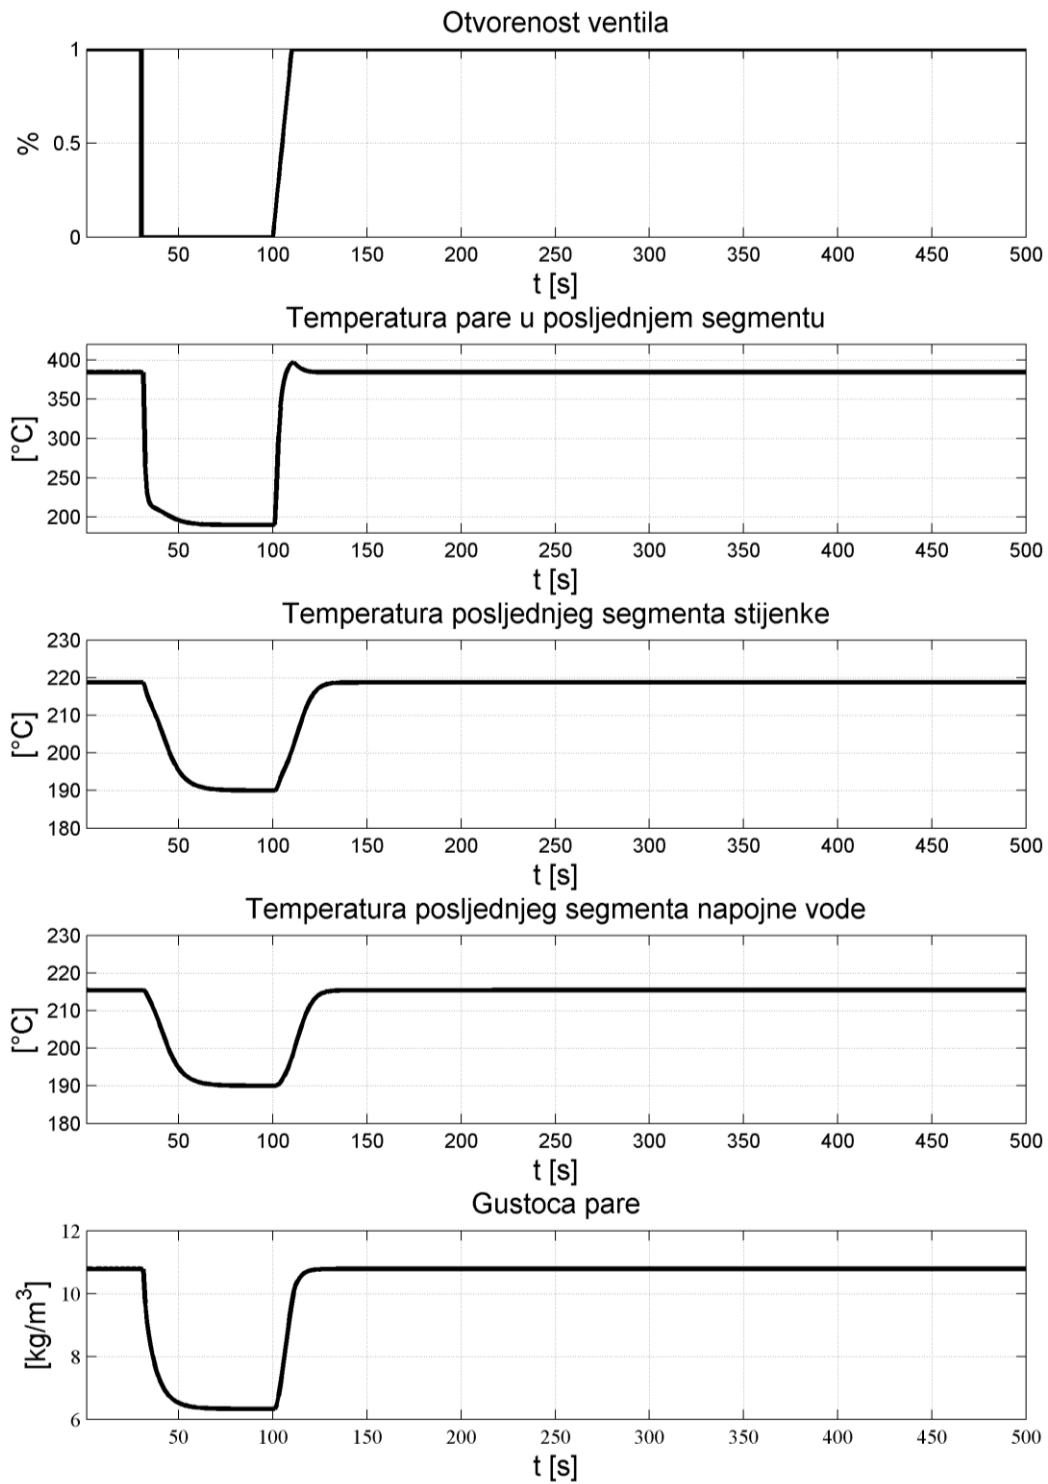 Otvorenost ventila
1
0.5
0
%
50 100 150 200 250 300 350 400 450 500
t [s]
Temperatura pare u posljednjem segmentu
400
350
300
250
200
[°C]
50 100 150 200 250 300 350 400 450 500
t [s]
Temperatura posljednjeg segmenta stijenke
230
220
210
200
190
180
[°C]
50 100 150 200 250 300 350 400 450 500
t [s]
Temperatura posljednjeg segmenta napojne vode
230
220
210
200
190
180
[°C]
50 100 150 200 250 300 350 400 450 500
t [s]
Gustoca pare
12
10
8
6
[kg/m³]
50 100 150 200 250 300 350 400 450 500
t [s]